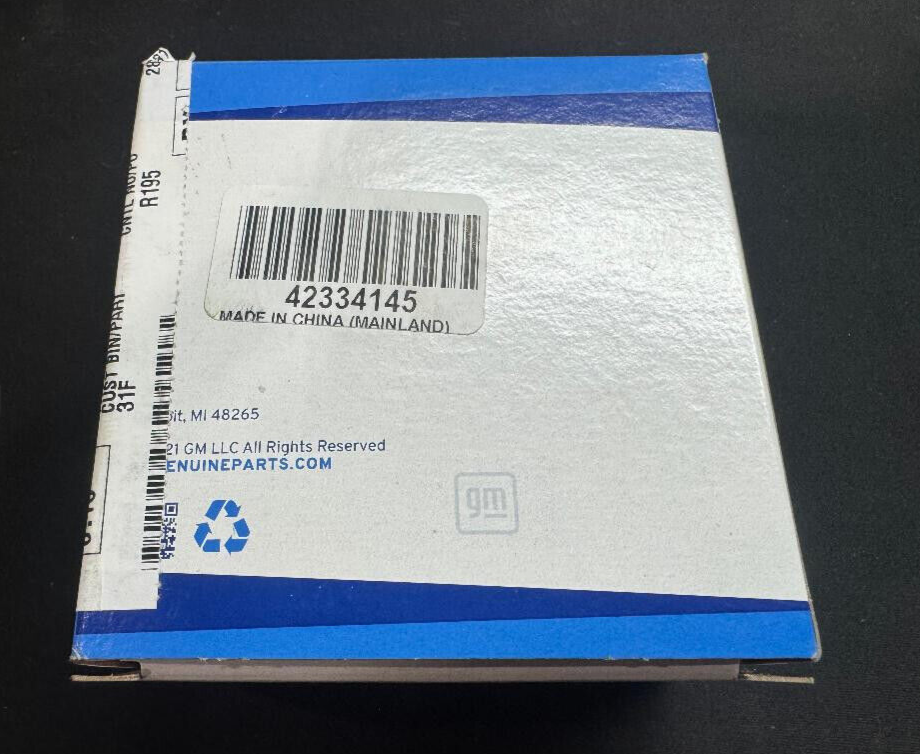 R195
CUST BIN/PART
31F
42334145
MADE IN CHINA (MAINLAND)
MI 48265
21 GM LLC All Rights Reserved
ENUINEPARTS.COM
gm